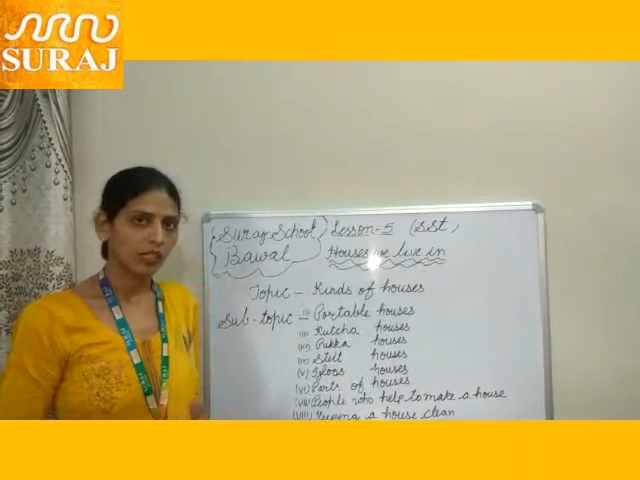 SURAJ
Suraj School
Bawal
Lesson-5 (SSt,
Houses we live in
Topic - Kinds of houses
Sub-topic - (i) Portable houses
(ii) Kutcha houses
(iii) Pukka houses
(iv) Stilt houses
(v) Igloos houses
(vi) Parts of houses
(vii) People who help to make a house
(viii) Keeping a house clean